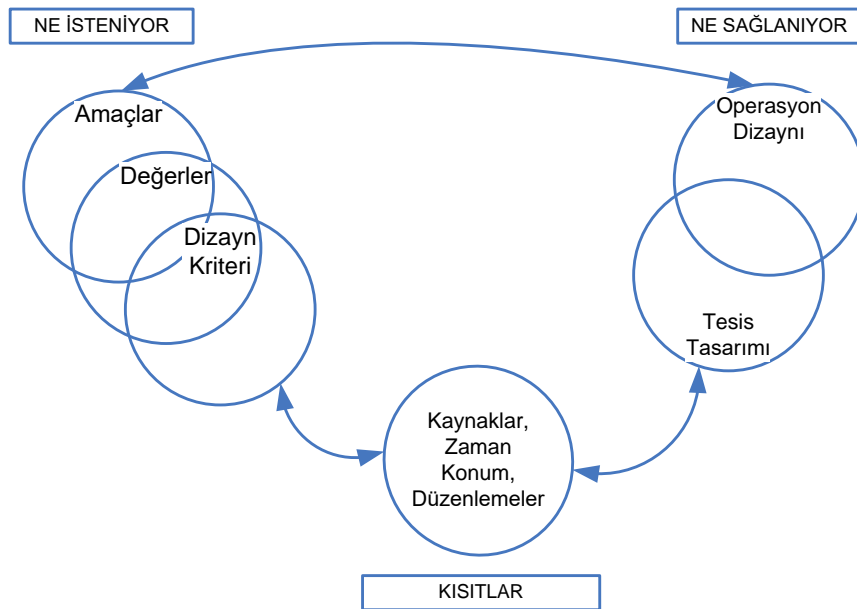 NE İSTENİYOR
NE SAĞLANIYOR
Amaçlar
Değerler
Dizayn
Kriteri
Operasyon
Dizaynı
Tesis
Tasarımı
Kaynaklar,
Zaman
Konum,
Düzenlemeler
KISITLAR